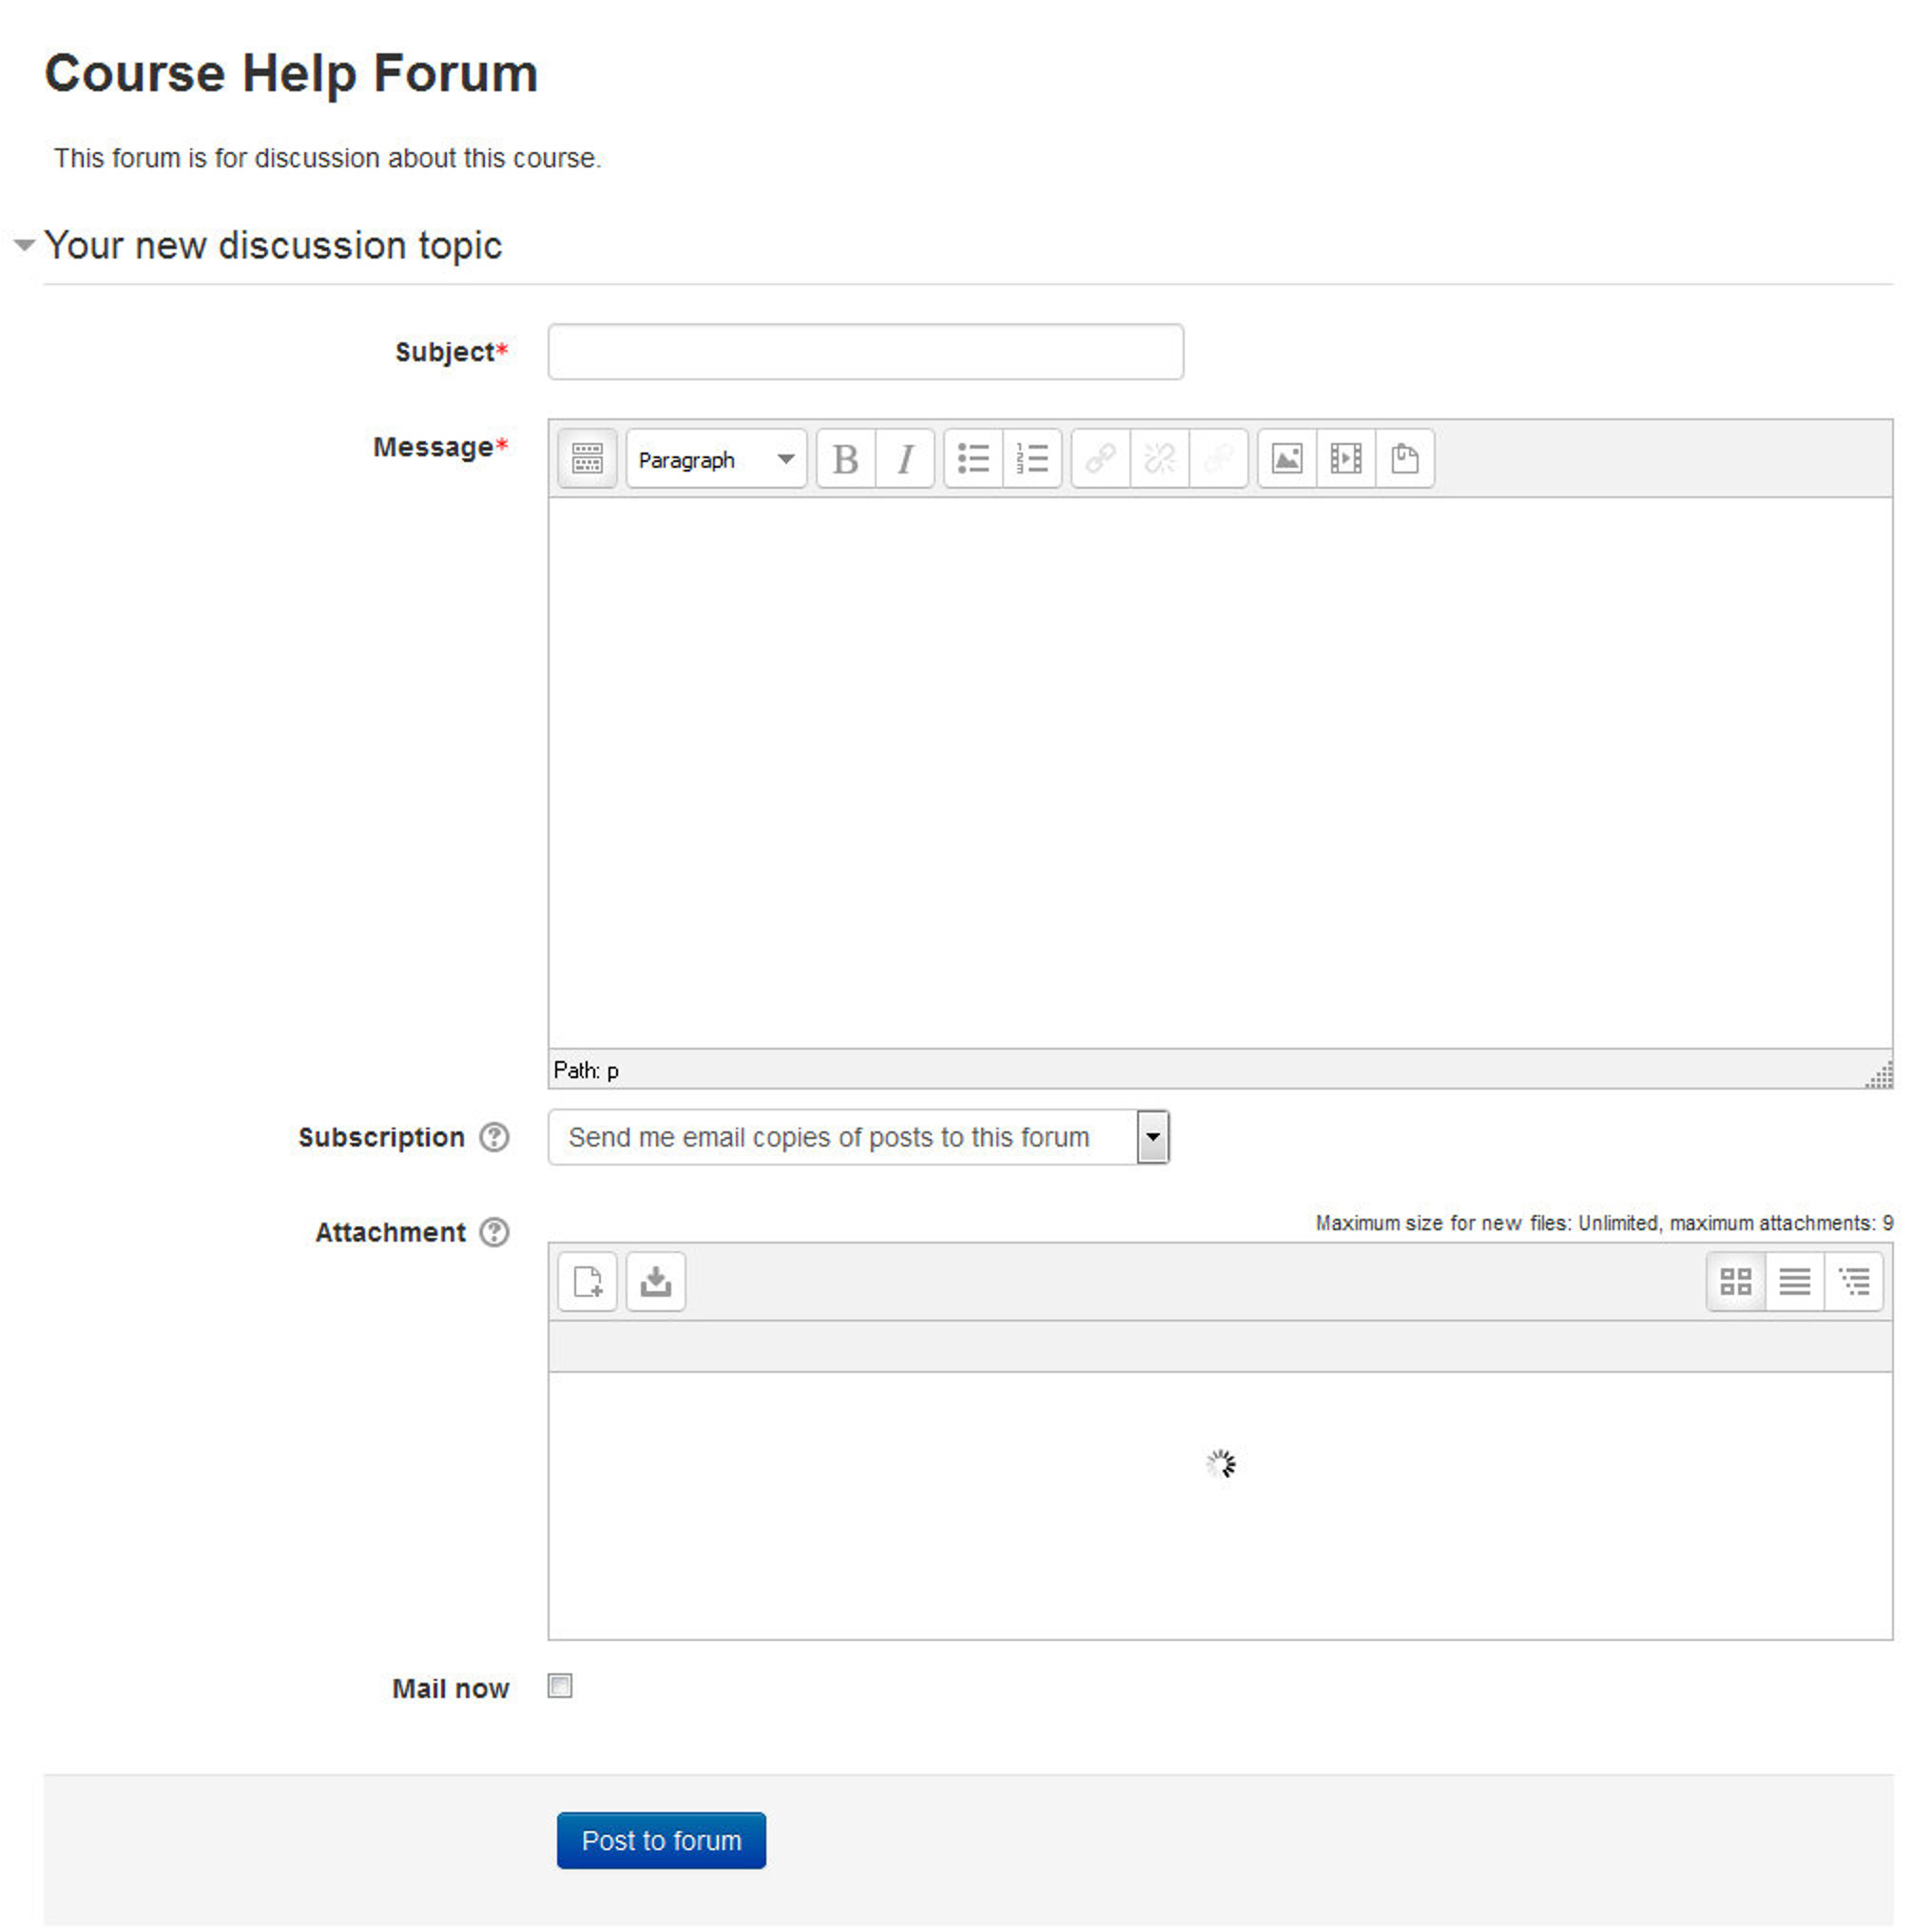 Course Help Forum
This forum is for discussion about this course.
Your new discussion topic
Subject*
Message*
Paragraph
B I
Path: p
Subscription
Send me email copies of posts to this forum
Attachment
Maximum size for new files: Unlimited, maximum attachments: 9
Mail now
Post to forum